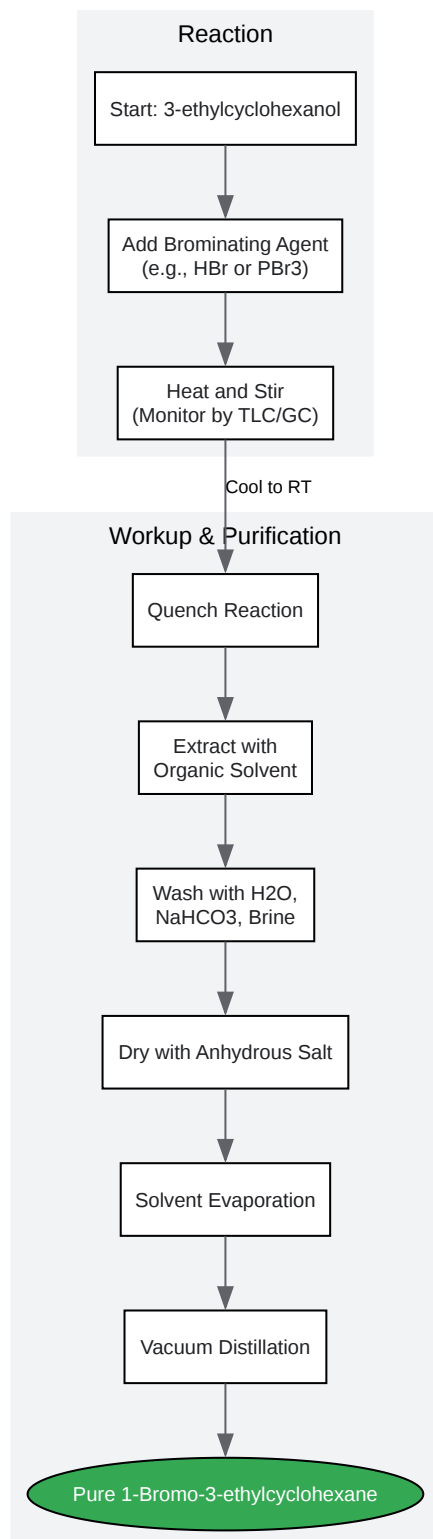 Reaction
Start: 3-ethylcyclohexanol
Add Brominating Agent
(e.g., HBr or PBr3)
Heat and Stir
(Monitor by TLC/GC)
Cool to RT
Workup & Purification
Quench Reaction
Extract with
Organic Solvent
Wash with H2O,
NaHCO3, Brine
Dry with Anhydrous Salt
Solvent Evaporation
Vacuum Distillation
Pure 1-Bromo-3-ethylcyclohexane